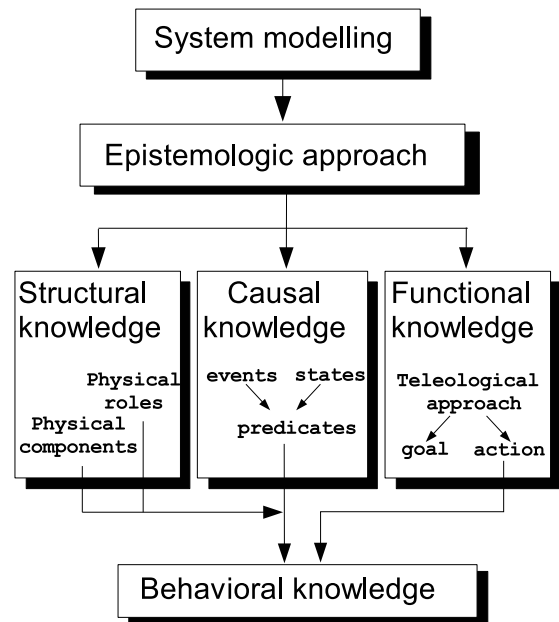 System modelling
Epistemologic approach
Structural
knowledge
Physical
roles
Physical
components
Causal
knowledge
events states
predicates
Functional
knowledge
Teleological
approach
goal action
Behavioral knowledge